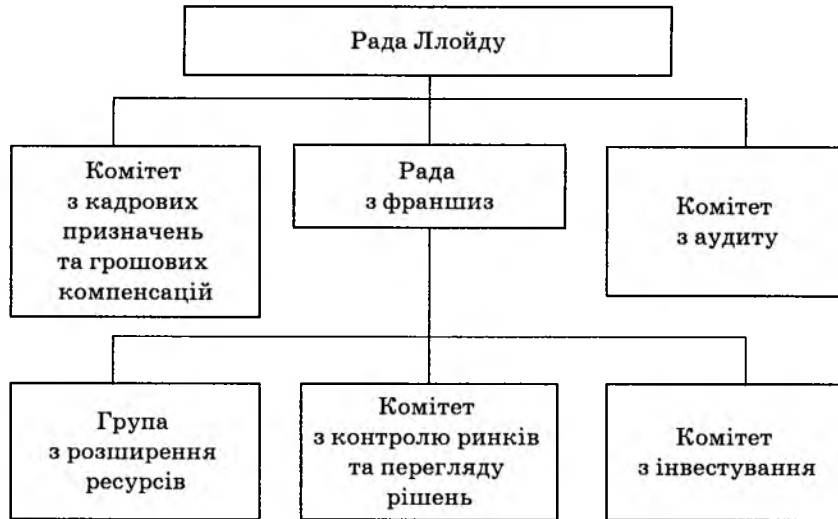 Рада Ллойду
Комітет
з кадрових
призначень
та грошових
компенсацій
Рада
з франшиз
Комітет
з аудиту
Група
з розширення
ресурсів
Комітет
з контролю ринків
та перегляду
рішень
Комітет
з інвестування